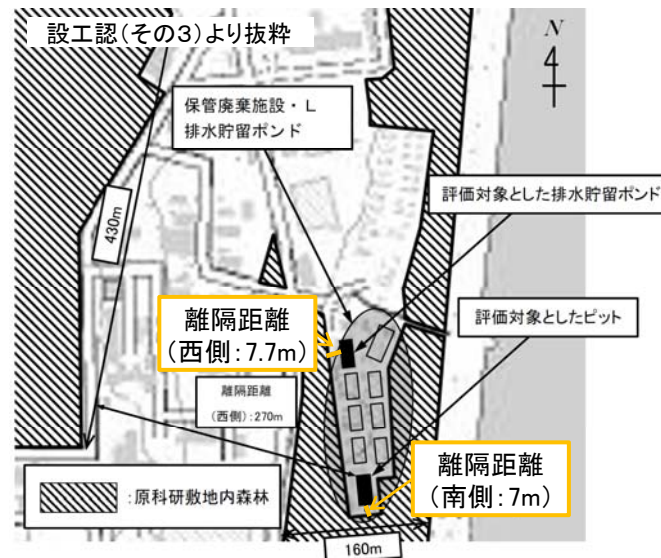 設工認(その3)より抜粋
N
保管廃棄施設・L
排水貯留ポンド
評価対象とした排水貯留ポンド
430m
離隔距離
(西側:7.7m)
評価対象としたピット
離隔距離
(西側):270m
離隔距離
(南側:7m)
:原科研敷地内森林
160m